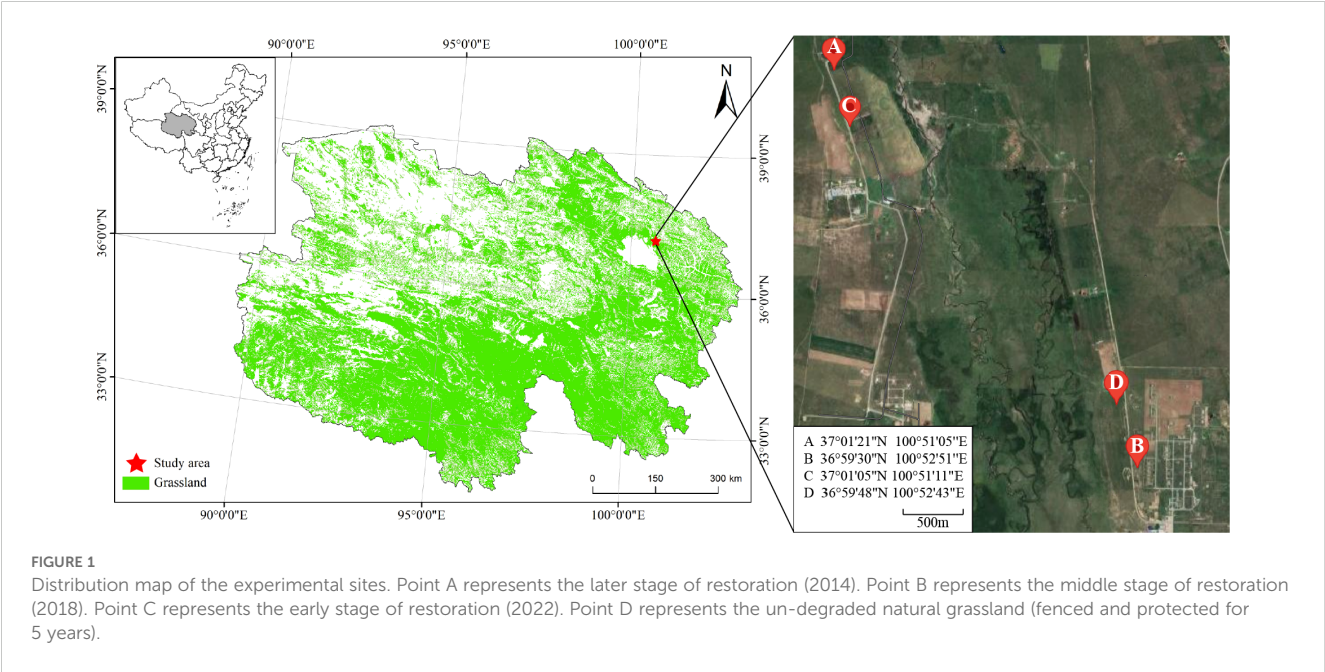 90°0'0"E 95°0'0"E 100°0'0"E
39°0'0"N
36°0'0"N
33°0'0"N
N
39°0'0"N
36°0'0"N
33°0'0"N
Study area
Grassland
0 150 300 km
90°0'0"E 95°0'0"E 100°0'0"E
A
C
D
B
A 37°01'21"N 100°51'05"E
B 36°59'30"N 100°52'51"E
C 37°01'05"N 100°51'11"E
D 36°59'48"N 100°52'43"E
500m
FIGURE 1
Distribution map of the experimental sites. Point A represents the later stage of restoration (2014). Point B represents the middle stage of restoration
(2018). Point C represents the early stage of restoration (2022). Point D represents the un-degraded natural grassland (fenced and protected for
5 years).